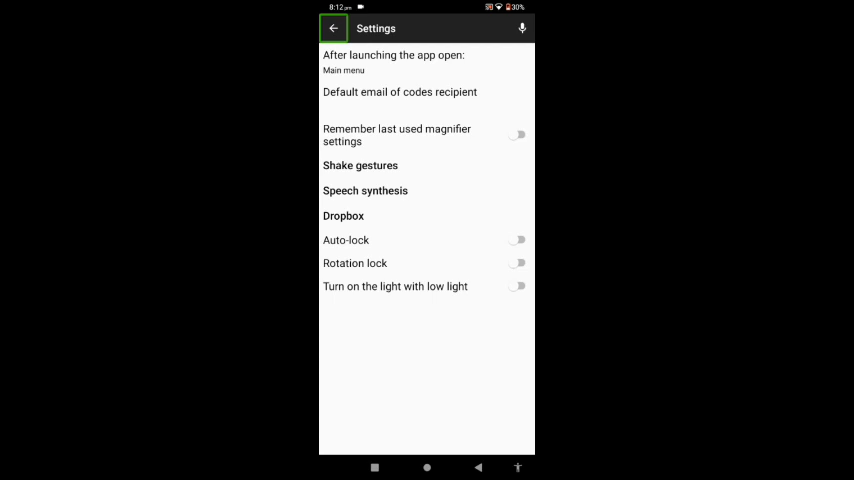 8:12pm 30%
Settings
After launching the app open:
Main menu
Default email of codes recipient
Remember last used magnifier
settings
Shake gestures
Speech synthesis
Dropbox
Auto-lock
Rotation lock
Turn on the light with low light